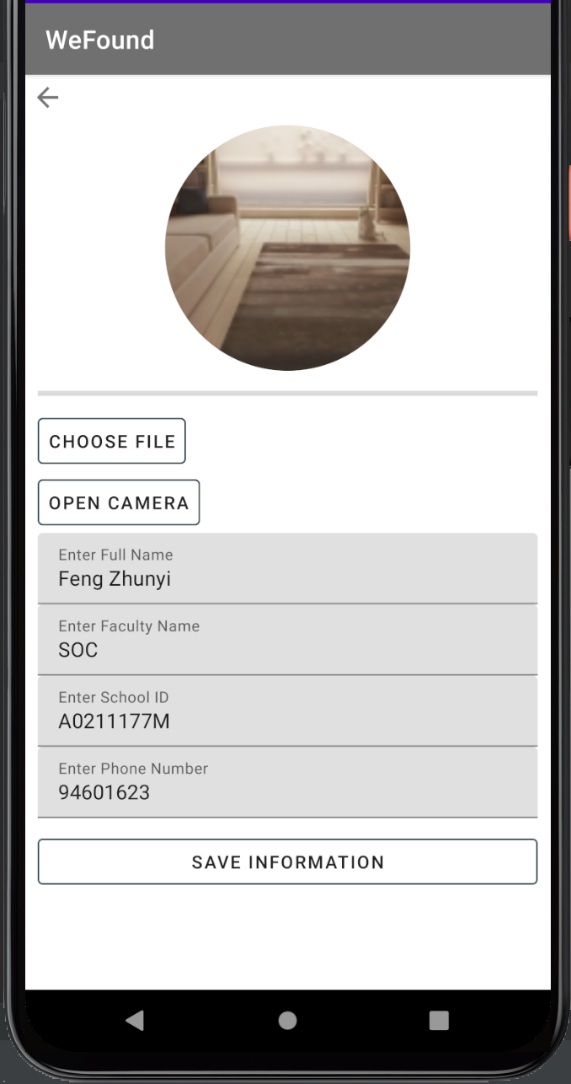 WeFound
CHOOSE FILE
OPEN CAMERA
Enter Full Name
Feng Zhunyi
Enter Faculty Name
SOC
Enter School ID
A0211177M
Enter Phone Number
94601623
SAVE INFORMATION